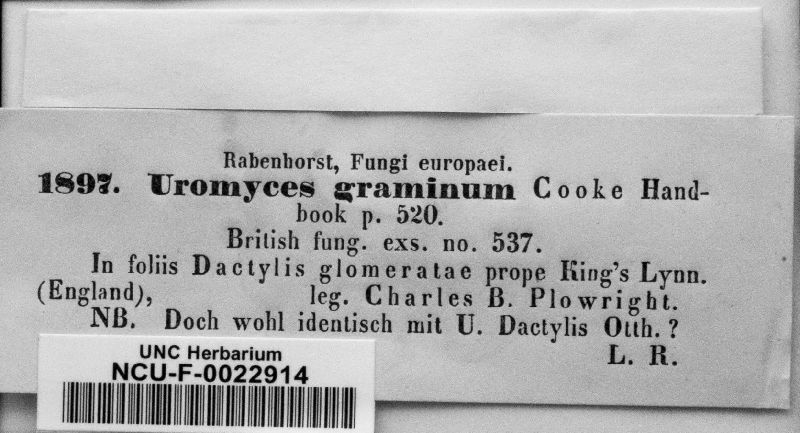 Rabenhorst, Fungi europaei.
1897. Uromyces graminum Cooke Hand-
book p. 520.
British fung. exs. no. 537.
In foliis Dactylis glomeratae prope King's Lynn.
(England), leg. Charles B. Plowright.
NB. Doch wohl identisch mit U. Dactylis Otth.?
L. R.
UNC Herbarium
NCU-F-0022914